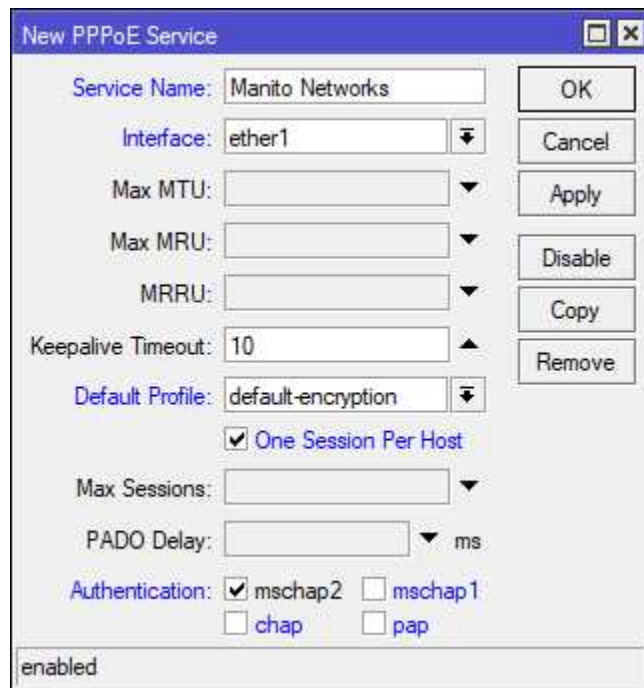 New PPPoE Service
Service Name: Manito Networks
OK
Interface: ether1
Cancel
Max MTU:
Apply
Max MRU:
Disable
MRRU:
Copy
Keepalive Timeout: 10
Remove
Default Profile: default-encryption
One Session Per Host
Max Sessions:
PADO Delay: ms
Authentication: mschap2 mschap1
chap pap
enabled